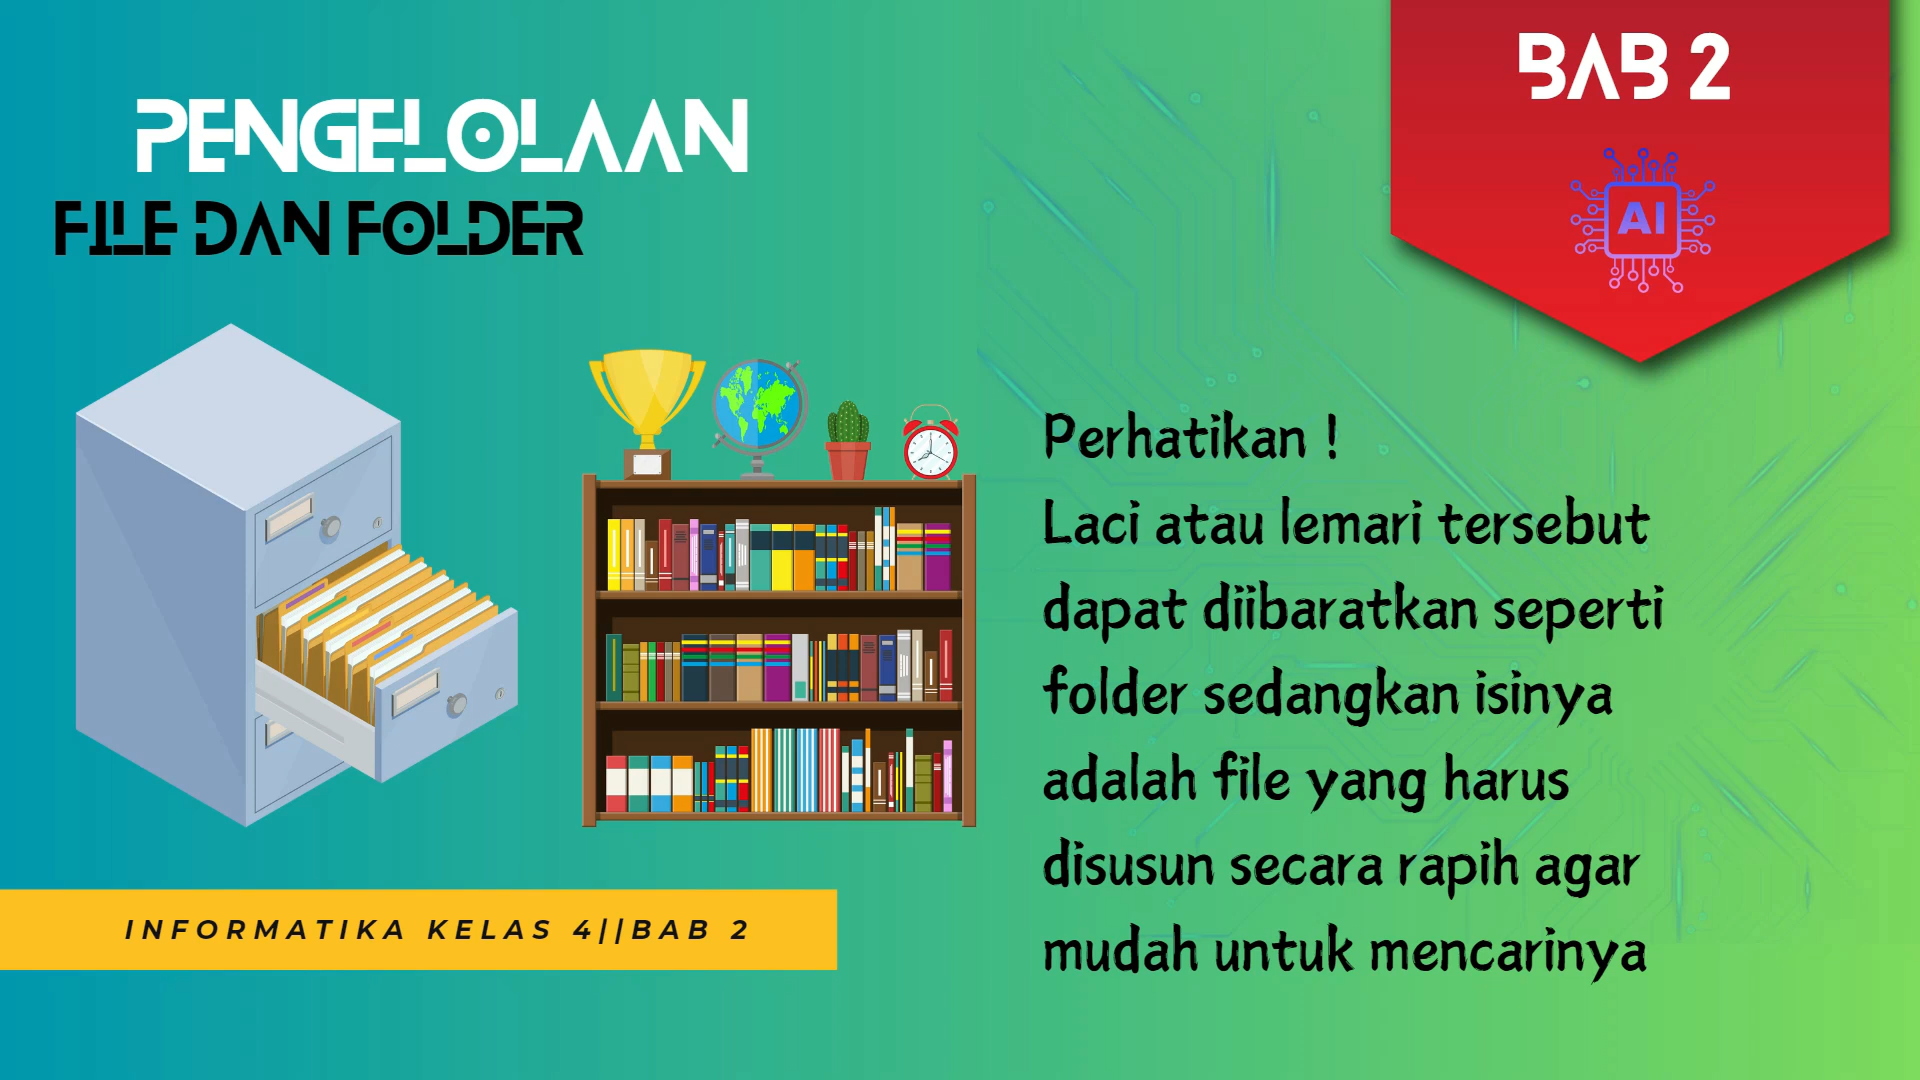 PENGELOLAAN
FILE DAN FOLDER
BAB 2
AI
Perhatikan !
Laci atau lemari tersebut
dapat diibaratkan seperti
folder sedangkan isinya
adalah file yang harus
disusun secara rapih agar
mudah untuk mencarinya
INFORMATIKA KELAS 4||BAB 2